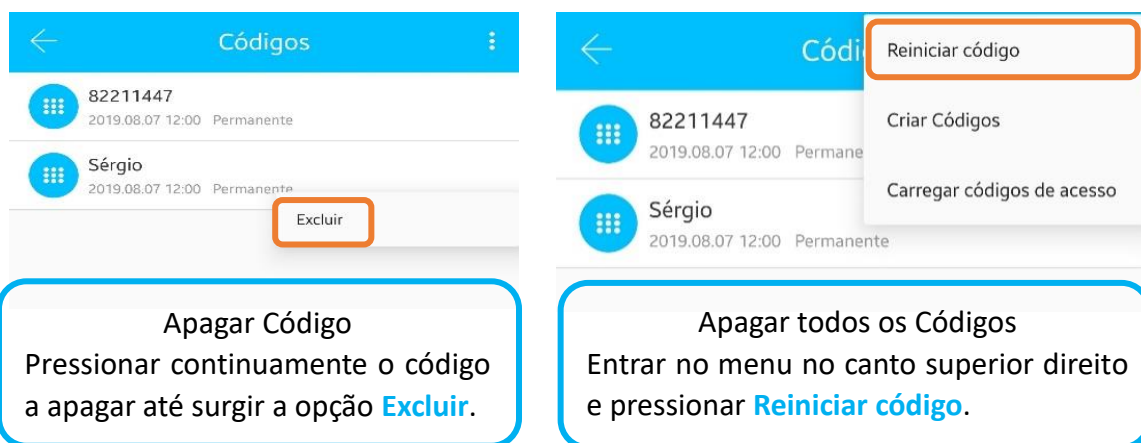 Códigos
82211447
2019.08.07 12:00 Permanente
Sérgio
2019.08.07 12:00 Permanente
Excluir
Apagar Código
Pressionar continuamente o código
a apagar até surgir a opção Excluir.
Códi
Reiniciar código
Criar Códigos
Carregar códigos de acesso
82211447
2019.08.07 12:00 Permane
Sérgio
2019.08.07 12:00 Permanente
Apagar todos os Códigos
Entrar no menu no canto superior direito
e pressionar Reiniciar código.